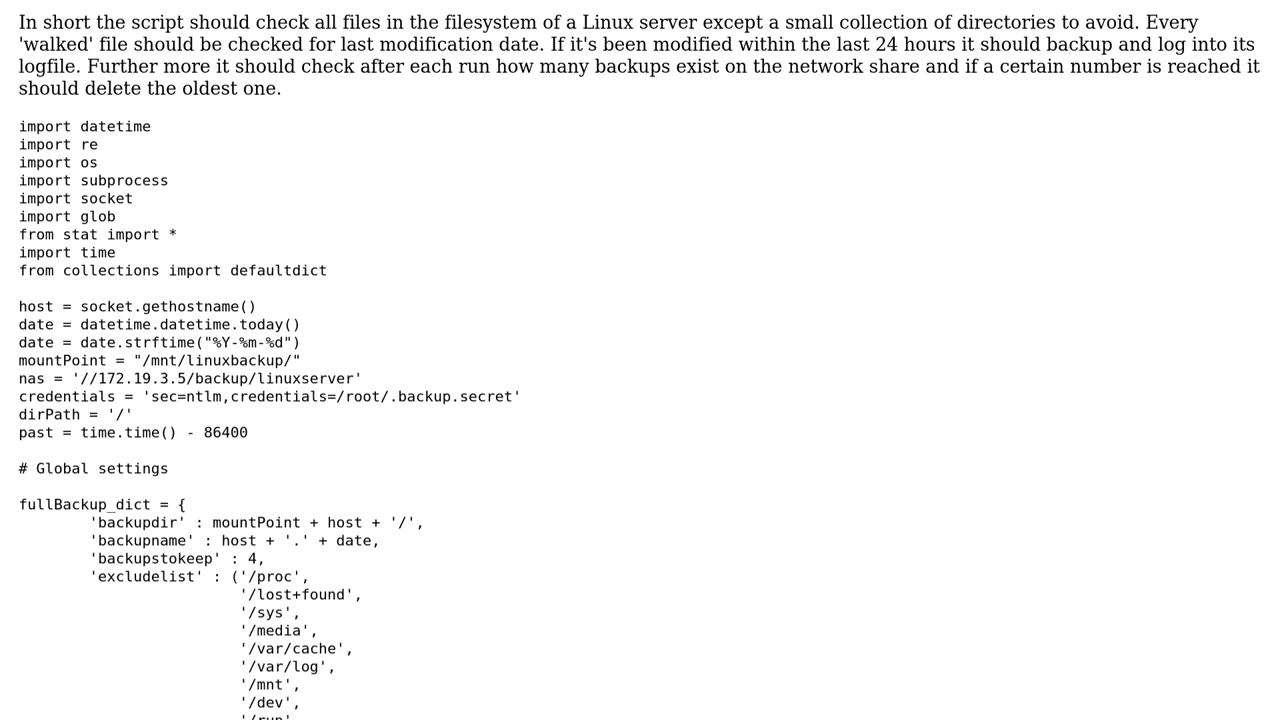 In short the script should check all files in the filesystem of a Linux server except a small collection of directories to avoid. Every
'walked' file should be checked for last modification date. If it's been modified within the last 24 hours it should backup and log into its
logfile. Further more it should check after each run how many backups exist on the network share and if a certain number is reached it
should delete the oldest one.
import datetime
import re
import os
import subprocess
import socket
import glob
from stat import *
import time
from collections import defaultdict
host = socket.gethostname()
date = datetime.datetime.today()
date = date.strftime("%Y-%m-%d")
mountPoint = "/mnt/linuxbackup/"
nas = '//172.19.3.5/backup/linuxserver'
credentials = 'sec=ntlm,credentials=/root/.backup.secret'
dirPath = '/'
past = time.time() - 86400
# Global settings
fullBackup_dict = {
'backupdir' : mountPoint + host + '/',
'backupname' : host + '.' + date,
'backupstokeep' : 4,
'excludelist' : ('/proc',
'/lost+found',
'/sys',
'/media',
'/var/cache',
'/var/log',
'/mnt',
'/dev',
'/run'